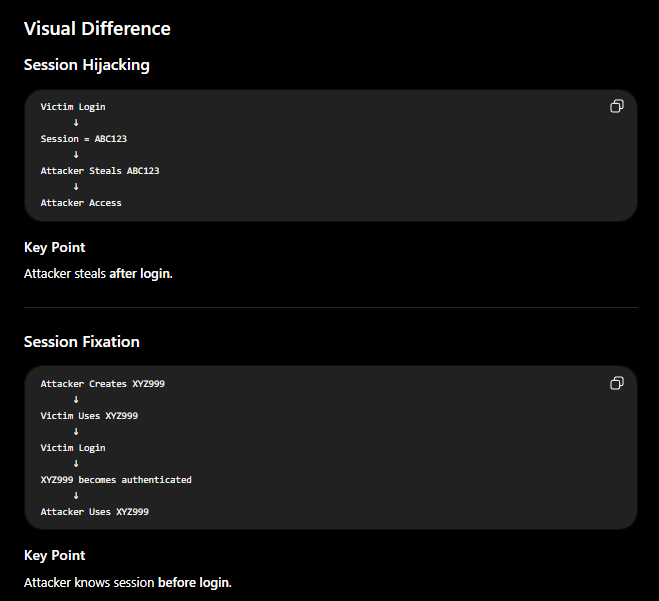 Visual Difference
Session Hijacking
Victim Login
↓
Session = ABC123
↓
Attacker Steals ABC123
↓
Attacker Access
Key Point
Attacker steals after login.
Session Fixation
Attacker Creates XYZ999
↓
Victim Uses XYZ999
↓
Victim Login
↓
XYZ999 becomes authenticated
↓
Attacker Uses XYZ999
Key Point
Attacker knows session before login.